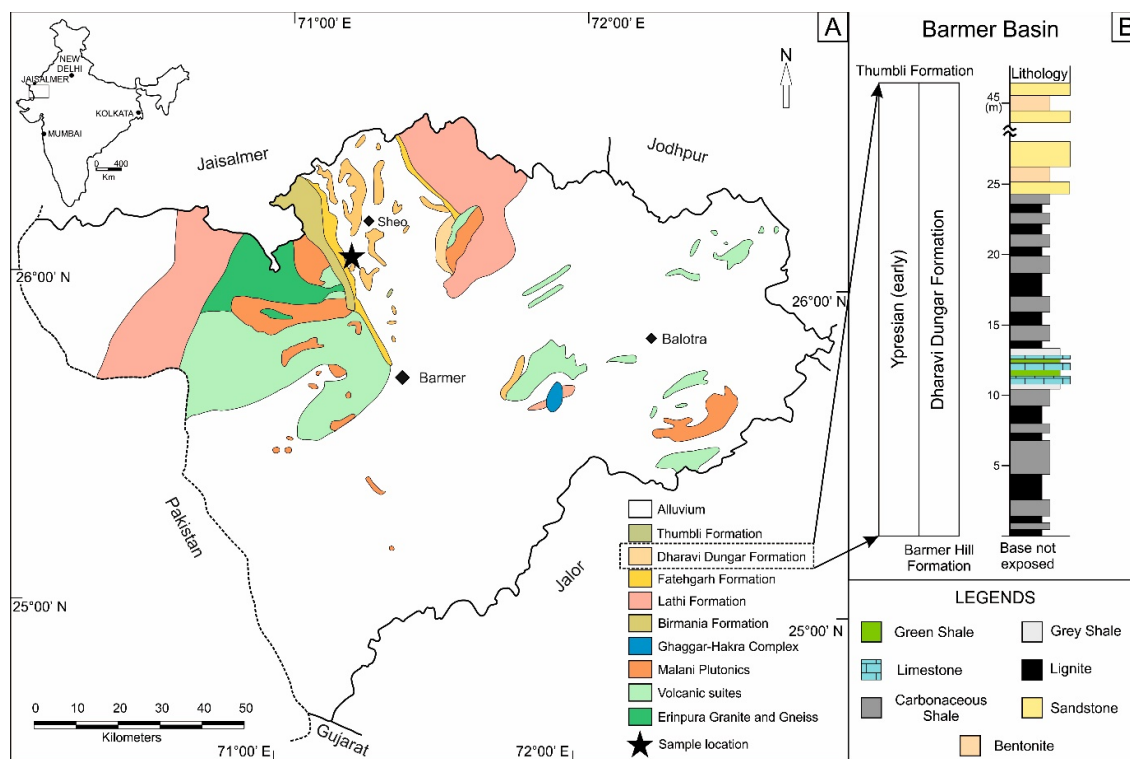 71°00' E
72°00' E
A
NEW
DELHI
JAISALMER
KOLKATA
MUMBAI
0 400
Km
N
Jaisalmer
Jodhpur
Sheo
26°00' N
26°00' N
Balotra
Barmer
Pakistan
Jalor
25°00' N
25°00' N
Gujarat
71°00' E
72°00' E
0 10 20 30 40 50
Kilometers
Alluvium
Thumbli Formation
Dharavi Dungar Formation
Fatehgarh Formation
Lathi Formation
Birmania Formation
Ghaggar-Hakra Complex
Malani Plutonics
Volcanic suites
Erinpura Granite and Gneiss
Sample location
B
Barmer Basin
Thumbli Formation
Lithology
45
(m)
25
20
15
10
5
Ypresian (early)
Dharavi Dungar Formation
Barmer Hill
Formation
Base not
exposed
LEGENDS
Green Shale
Grey Shale
Limestone
Lignite
Carbonaceous
Shale
Sandstone
Bentonite